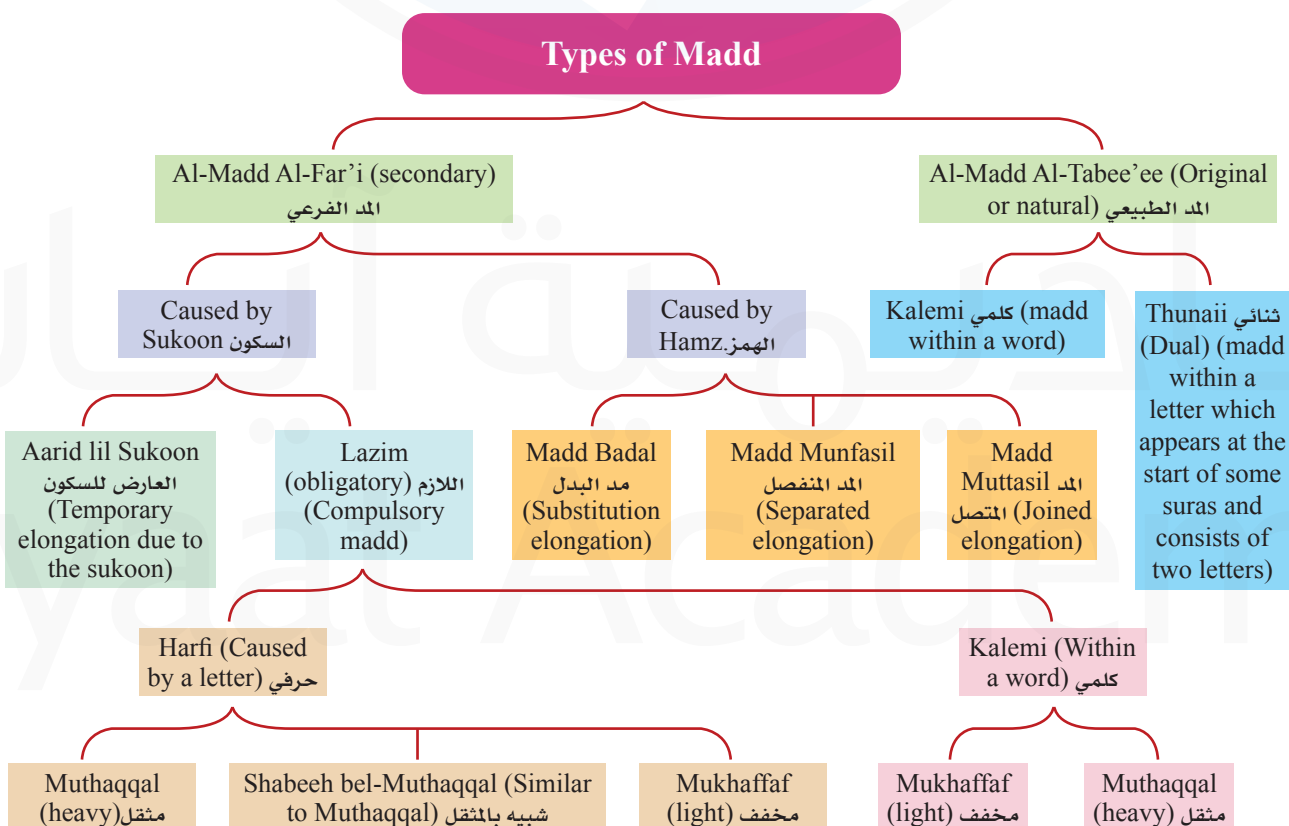 Types of Madd
Al-Madd Al-Far’i (secondary)
المد الفرعي
Al-Madd Al-Tabee’ee (Original
or natural) المد الطبيعي
Caused by
Sukoon السكون
Caused by
Hamz.الهمز
Kalemi كلمي (madd
within a word)
Thunaii ثنائي
(Dual) (madd
within a
letter which
appears at the
start of some
suras and
consists of
two letters)
Aarid lil Sukoon
العارض للسكون
(Temporary
elongation due to
the sukoon)
Lazim
(obligatory) اللازم
(Compulsory
madd)
Madd Badal
مد البدل
(Substitution
elongation)
Madd Munfasil
المد المنفصل
(Separated
elongation)
Madd
Muttasil المد
المتصل (Joined
elongation)
Harfi (Caused
by a letter) حرفي
Kalemi (Within
a word) كلمي
Muthaqqal
(heavy)مثقل
Shabeeh bel-Muthaqqal (Similar
to Muthaqqal) شبيه بالمثقل
Mukhaffaf
(light) مخفف
Mukhaffaf
(light) مخفف
Muthaqqal
(heavy) مثقل